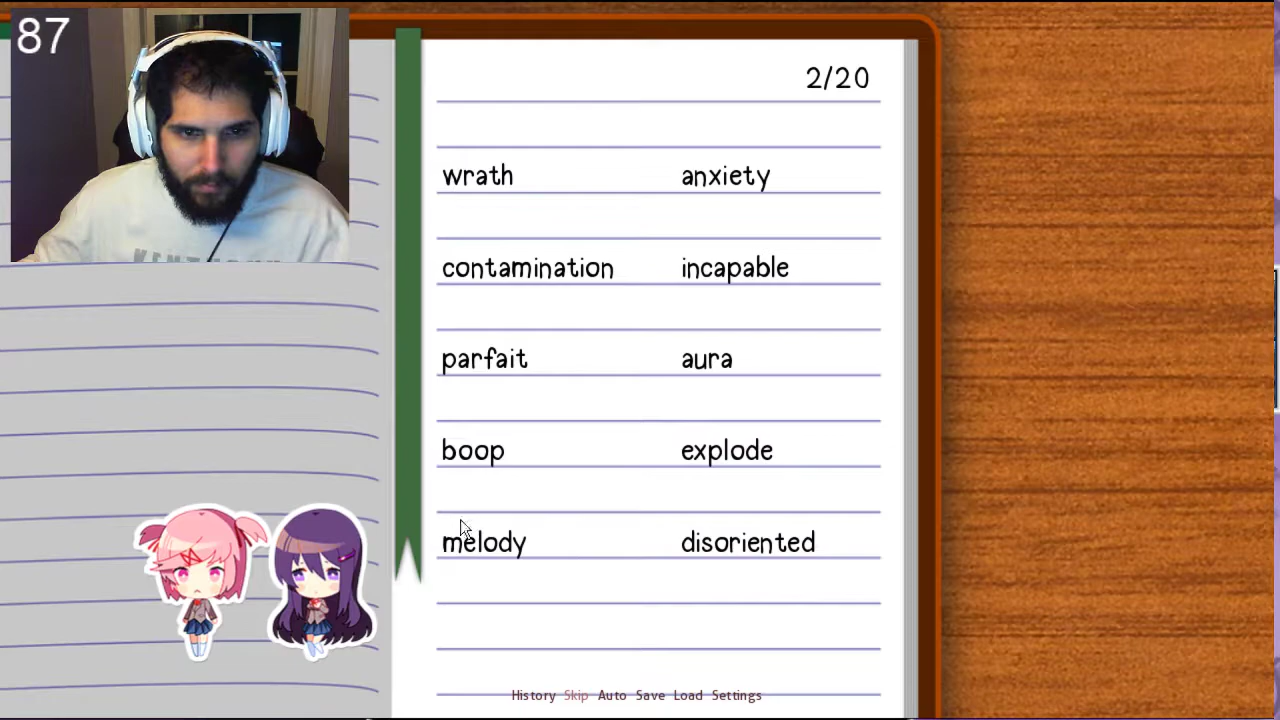 87
2/20
wrath anxiety
contamination incapable
parfait aura
boop explode
melody disoriented
History Skip Auto Save Load Settings